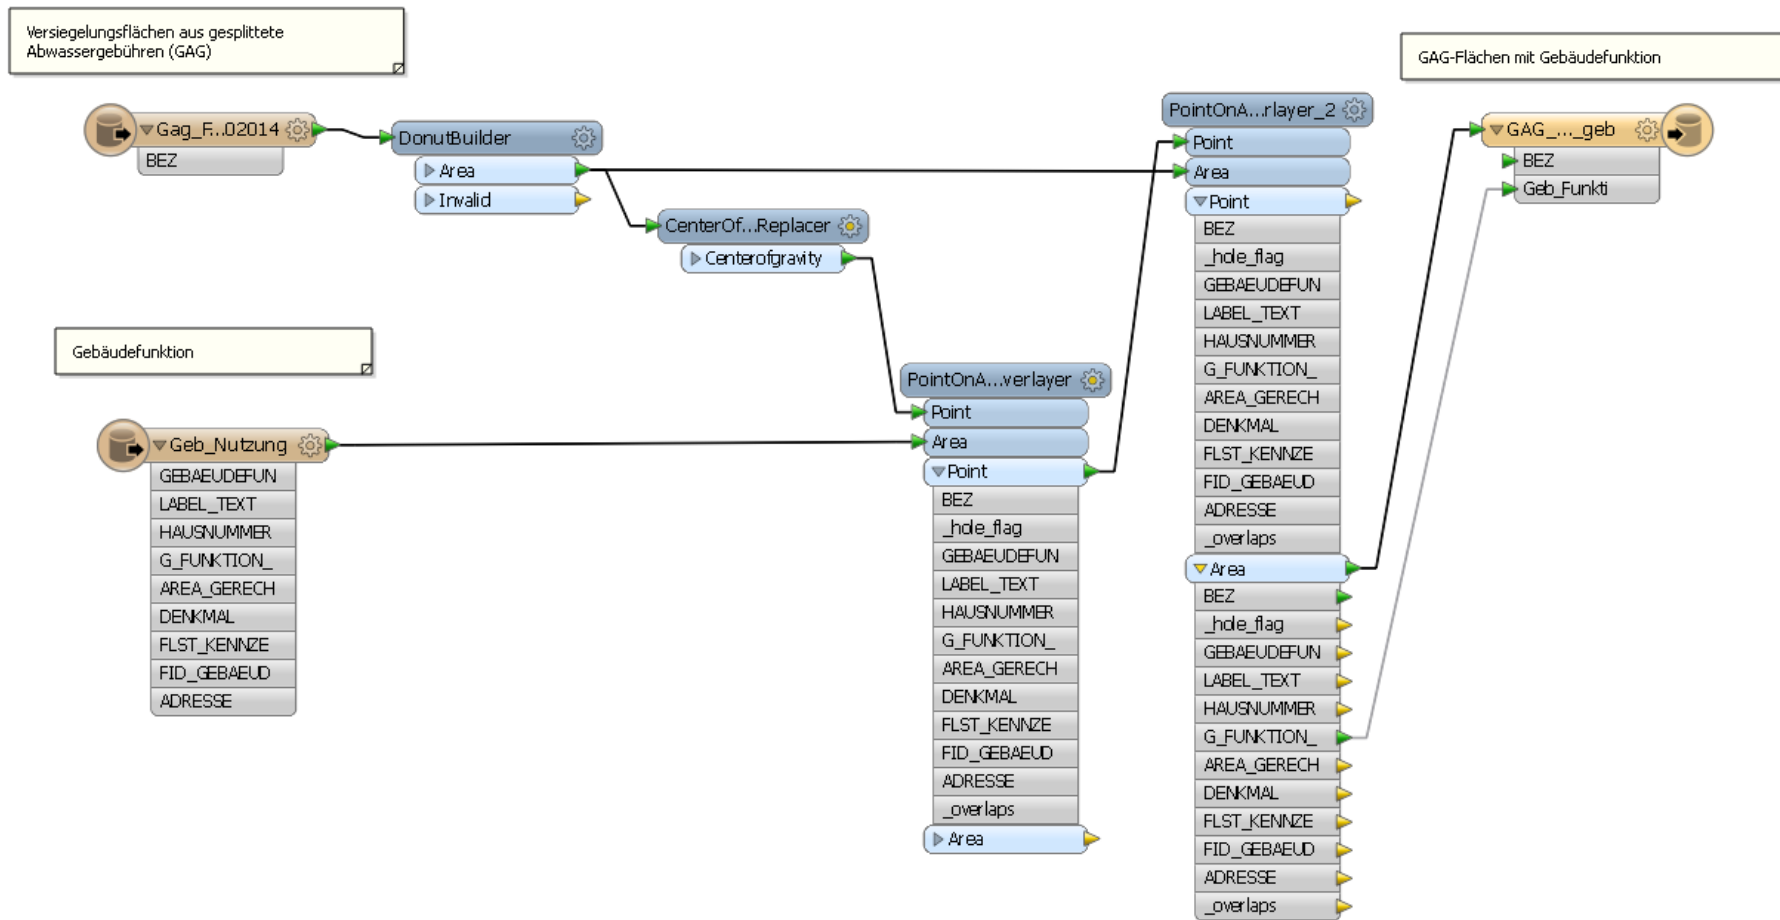 Versiegelungsflächen aus gesplittete
Abwassergebühren (GAG)
Gag_F...02014
BEZ
DonutBuilder
Area
Invalid
CenterOf...Replacer
Centerofgravity
Gebäudefunktion
Geb_Nutzung
GEBAEUDEFUN
LABEL_TEXT
HAUSNUMMER
G_FUNKTION_
AREA_GERECH
DENKMAL
FLST_KENNZE
FID_GEBAEUD
ADRESSE
PointOnA...verlayer
Point
Area
Point
BEZ
_hole_flag
GEBAEUDEFUN
LABEL_TEXT
HAUSNUMMER
G_FUNKTION_
AREA_GERECH
DENKMAL
FLST_KENNZE
FID_GEBAEUD
ADRESSE
_overlaps
Area
PointOnA...rlayer_2
Point
Area
Point
BEZ
_hole_flag
GEBAEUDEFUN
LABEL_TEXT
HAUSNUMMER
G_FUNKTION_
AREA_GERECH
DENKMAL
FLST_KENNZE
FID_GEBAEUD
ADRESSE
_overlaps
Area
BEZ
_hole_flag
GEBAEUDEFUN
LABEL_TEXT
HAUSNUMMER
G_FUNKTION_
AREA_GERECH
DENKMAL
FLST_KENNZE
FID_GEBAEUD
ADRESSE
_overlaps
GAG-Flächen mit Gebäudefunktion
GAG_..._geb
BEZ
Geb_Funkti